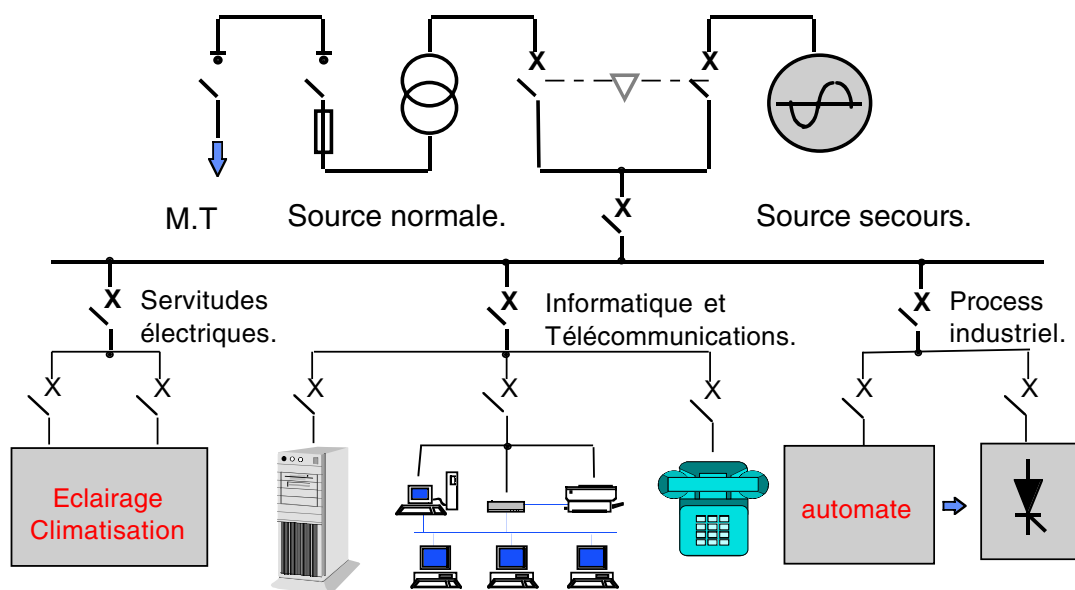 M.T
Source normale.
Source secours.
Servitudes
électriques.
Informatique et
Télécommunications.
Process
industriel.
Eclairage
Climatisation
automate